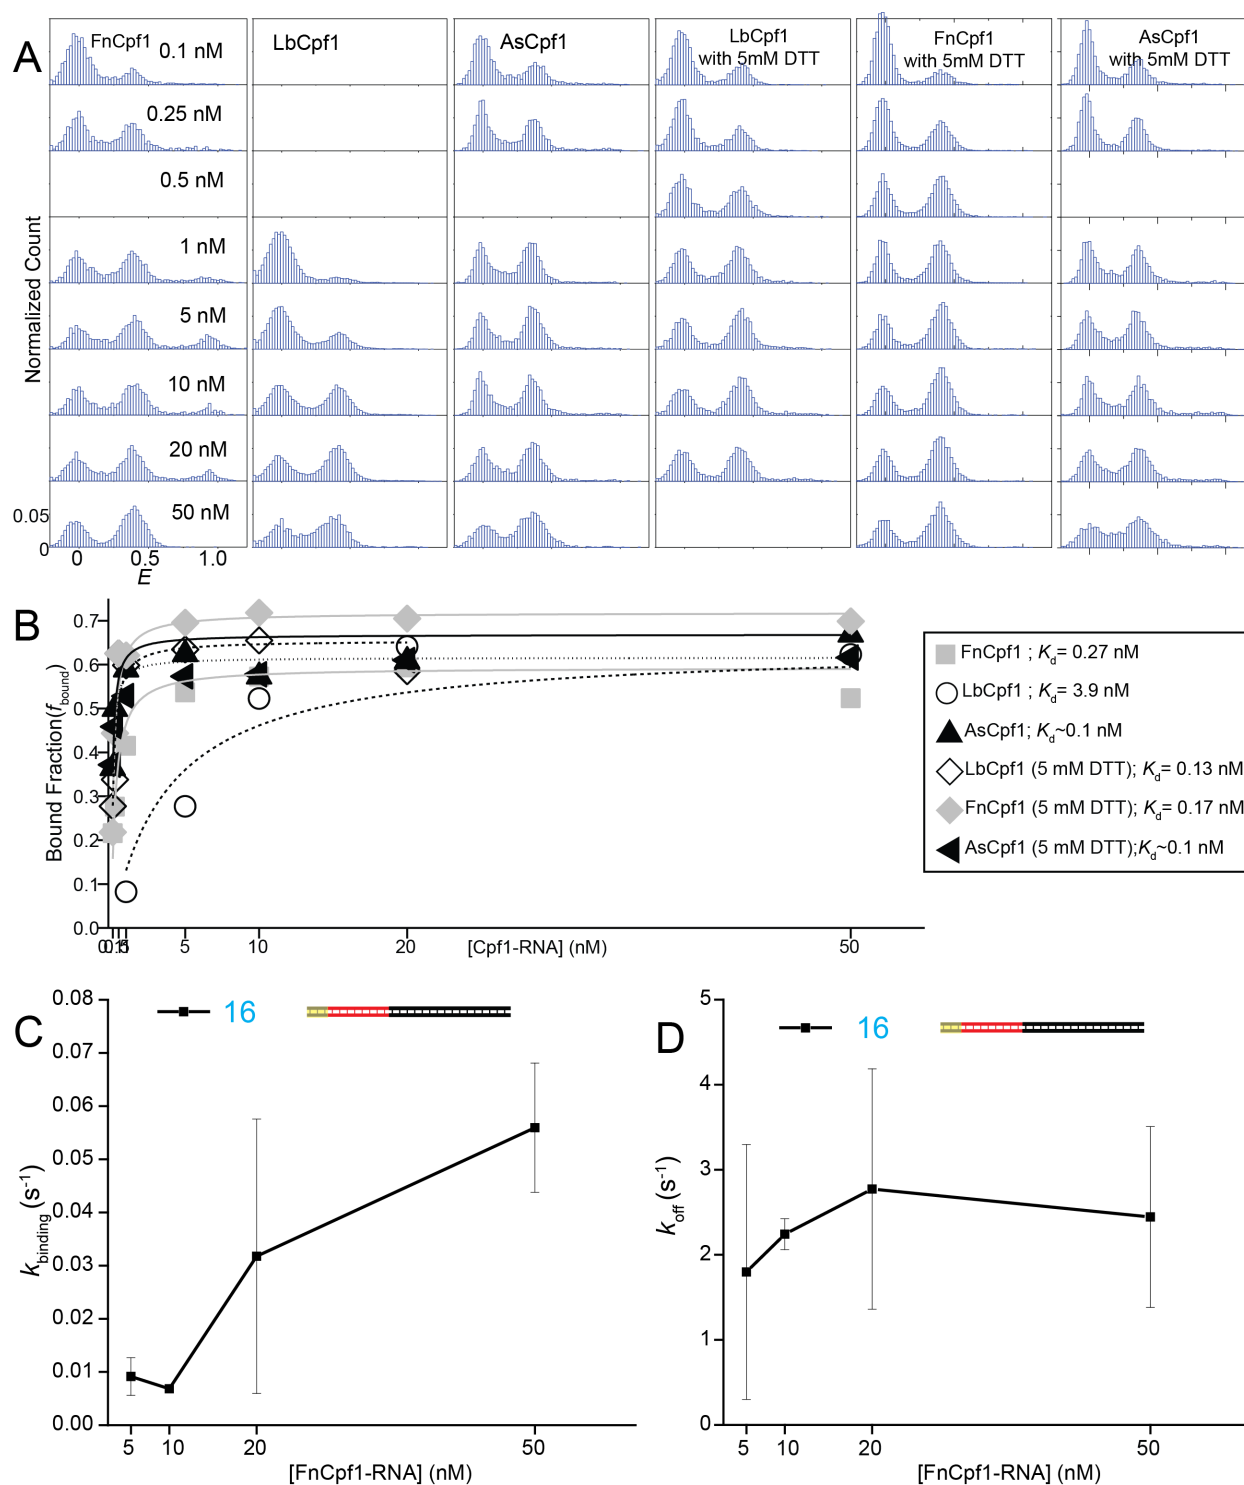 A
FnCpf1
LbCpf1
AsCpf1
LbCpf1
with 5mM DTT
FnCpf1
with 5mM DTT
AsCpf1
with 5mM DTT
0.1 nM
0.25 nM
0.5 nM
1 nM
5 nM
10 nM
20 nM
50 nM
Normalized Count
0.05
0
0 0.5 1.0
E
B
Bound Fraction(fbound)
0.7
0.6
0.5
0.4
0.3
0.2
0.1
0.0
5 10 20 50
[Cpf1-RNA] (nM)
FnCpf1 ; Kd= 0.27 nM
LbCpf1 ; Kd= 3.9 nM
AsCpf1; Kd~0.1 nM
LbCpf1 (5 mM DTT); Kd= 0.13 nM
FnCpf1 (5 mM DTT); Kd= 0.17 nM
AsCpf1 (5 mM DTT);Kd~0.1 nM
C
16
kbinding (s-1)
0.08
0.07
0.06
0.05
0.04
0.03
0.02
0.01
0.00
5 10 20 50
[FnCpf1-RNA] (nM)
D
16
koff (s-1)
5
4
3
2
1
0
5 10 20 50
[FnCpf1-RNA] (nM)